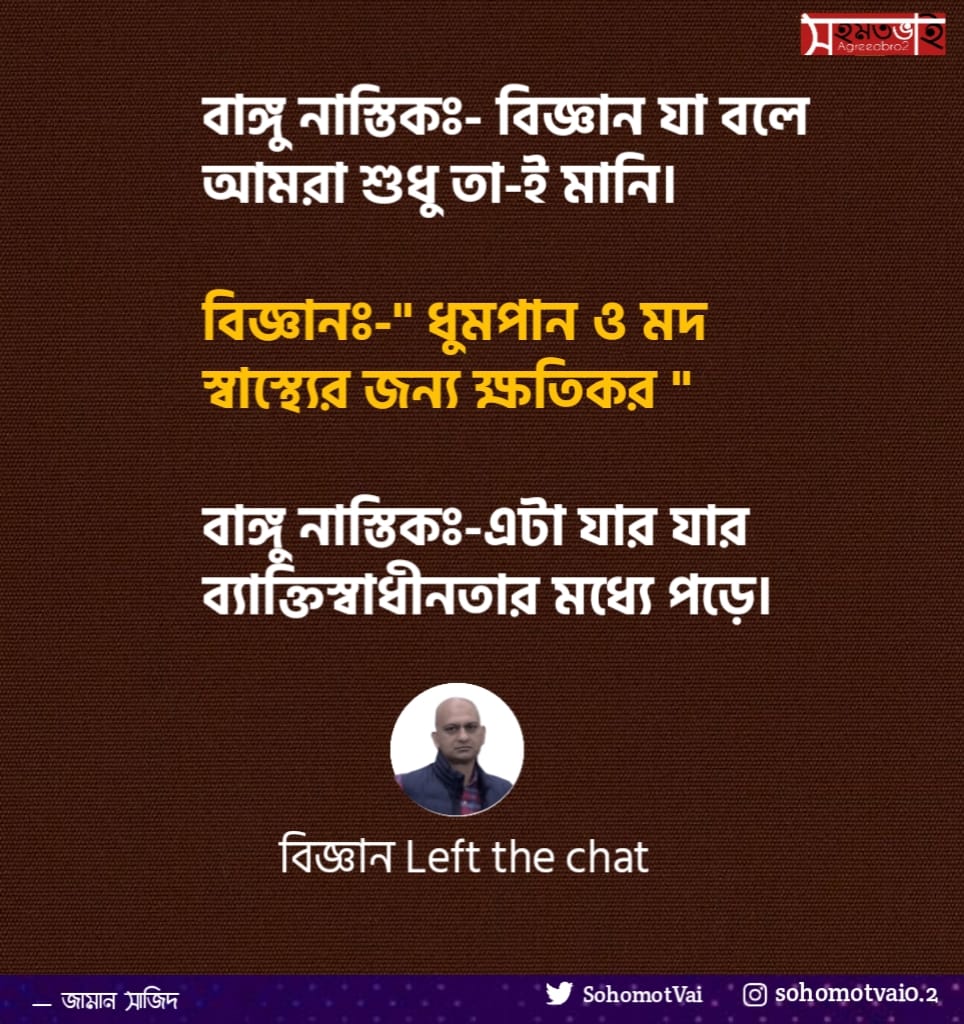 সহমতভাই
Agreeabro2
বাঙ্গু নাস্তিকঃ- বিজ্ঞান যা বলে
আমরা শুধু তা-ই মানি।
বিজ্ঞানঃ-" ধুমপান ও মদ
স্বাস্থ্যের জন্য ক্ষতিকর "
বাঙ্গু নাস্তিকঃ-এটা যার যার
ব্যাক্তিস্বাধীনতার মধ্যে পড়ে।
বিজ্ঞান Left the chat
— জামান সাজিদ SohomotVai sohomotvai0.2